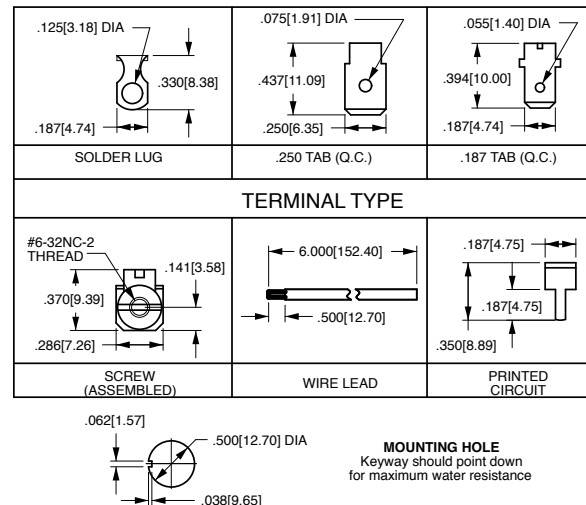 .125[3.18] DIA
.330[8.38]
.187[4.74]
SOLDER LUG
.075[1.91] DIA
.437[11.09]
.250[6.35]
.250 TAB (Q.C.)
.055[1.40] DIA
.394[10.00]
.187[4.74]
.187 TAB (Q.C.)
TERMINAL TYPE
#6-32NC-2
THREAD
.141[3.58]
.370[9.39]
.286[7.26]
SCREW
(ASSEMBLED)
6.000[152.40]
.500[12.70]
WIRE LEAD
.187[4.75]
.187[4.75]
.350[8.89]
PRINTED
CIRCUIT
.062[1.57]
.500[12.70] DIA
.038[9.65]
MOUNTING HOLE
Keyway should point down
for maximum water resistance